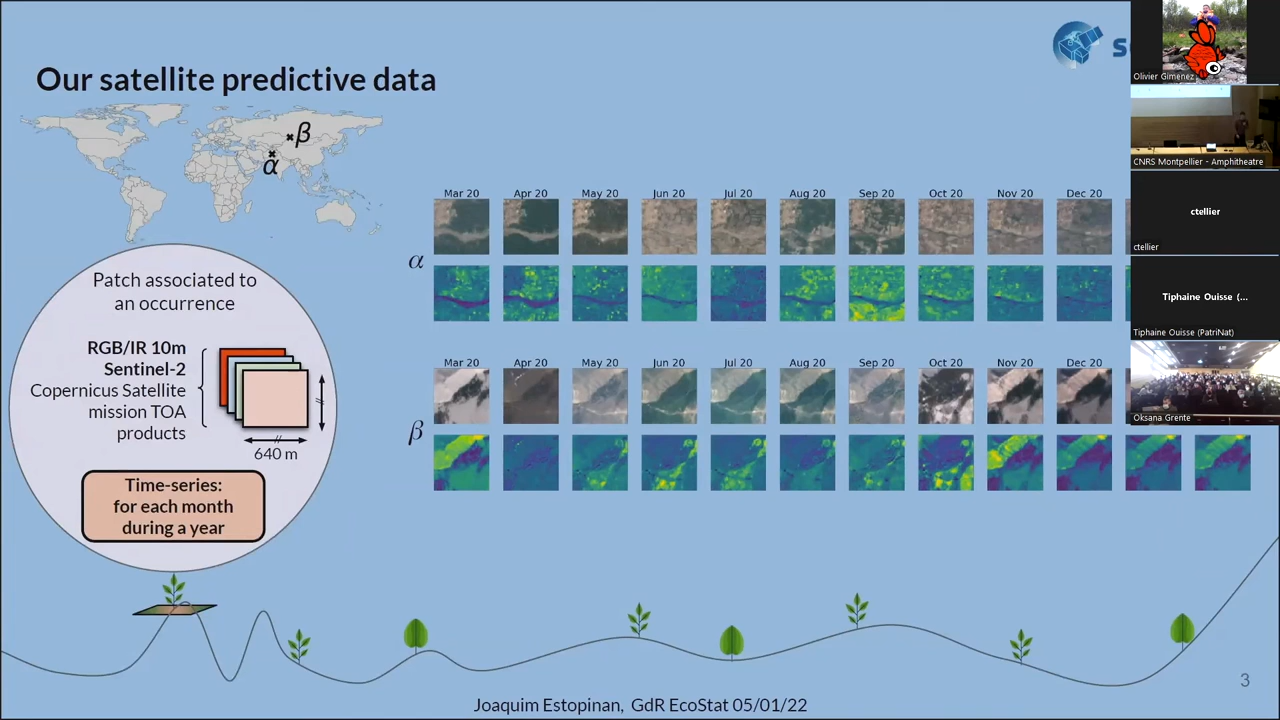 Our satellite predictive data
β
α
Patch associated to
an occurrence
RGB/IR 10m
Sentinel-2
Copernicus Satellite
mission TOA
products
640 m
Time-series:
for each month
during a year
Mar 20 Apr 20 May 20 Jun 20 Jul 20 Aug 20 Sep 20 Oct 20 Nov 20 Dec 20
α
Mar 20 Apr 20 May 20 Jun 20 Jul 20 Aug 20 Sep 20 Oct 20 Nov 20 Dec 20
β
Olivier Gimenez
CNRS Montpellier - Amphitheatre
ctellier
ctellier
Tiphaine Ouisse (...
Tiphaine Ouisse (PatriNat)
Oksana Grente
Joaquim Estopinan, GdR EcoStat 05/01/22
3